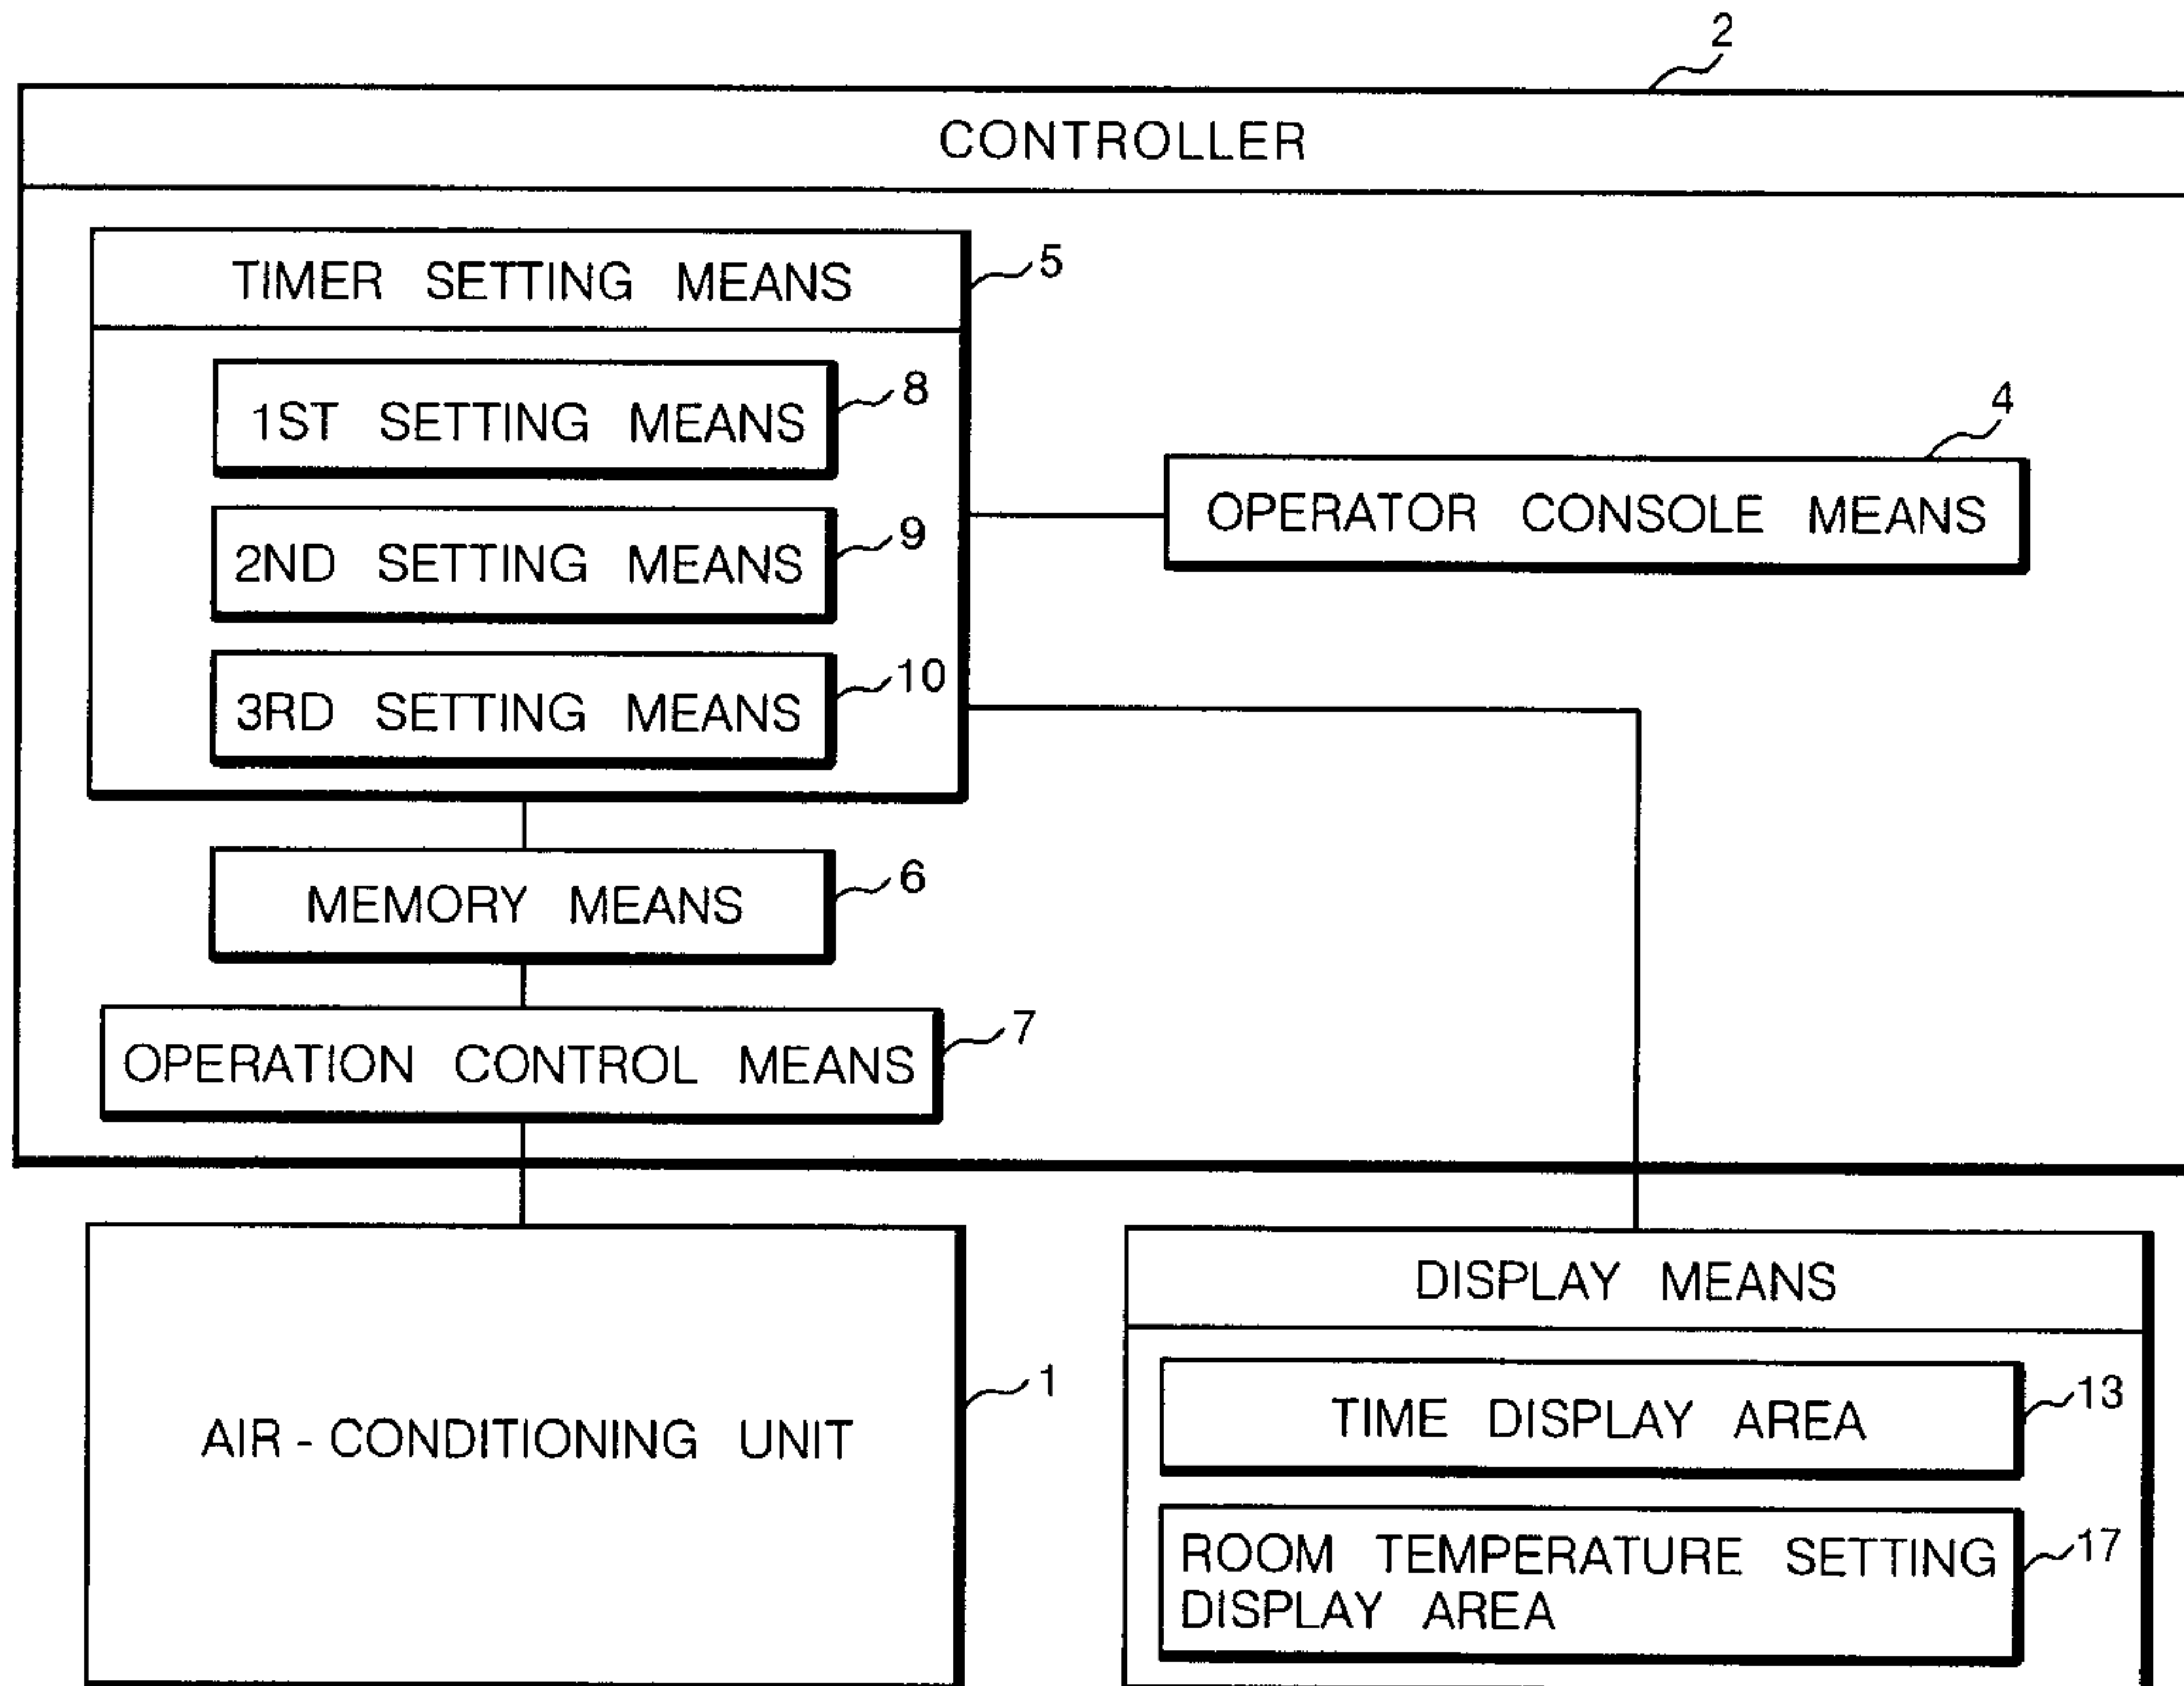 2
CONTROLLER
TIMER SETTING MEANS
5
1ST SETTING MEANS
8
2ND SETTING MEANS
9
3RD SETTING MEANS
10
4
OPERATOR CONSOLE MEANS
MEMORY MEANS
6
OPERATION CONTROL MEANS
7
AIR-CONDITIONING UNIT
1
DISPLAY MEANS
TIME DISPLAY AREA
13
ROOM TEMPERATURE SETTING
DISPLAY AREA
17